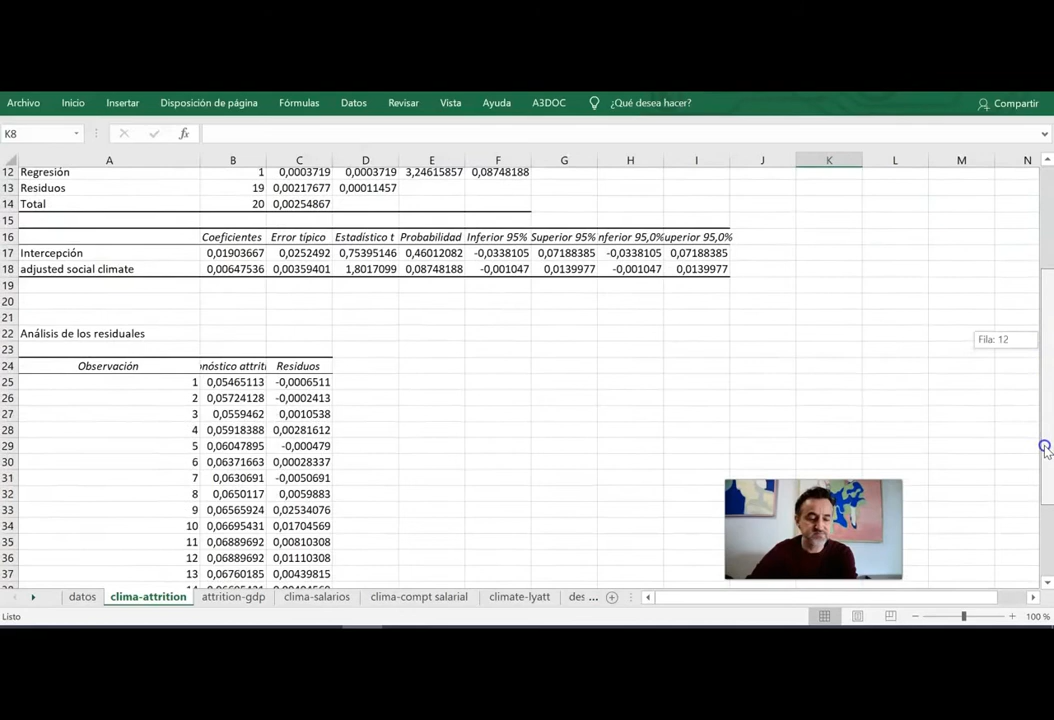 Archivo Inicio Insertar Disposición de página Fórmulas Datos Revisar Vista Ayuda A3DOC ¿Qué desea hacer? Compartir
K8 fx
A B C D E F G H I J K L M N
12 Regresión 1 0,0003719 0,0003719 3,24615857 0,08748188
13 Residuos 19 0,00217677 0,00011457
14 Total 20 0,00254867
15
16 Coeficientes Error típico Estadístico t Probabilidad Inferior 95% Superior 95% nferior 95,0% uperior 95,0%
17 Intercepción 0,01903667 0,0252492 0,75395146 0,46012082 -0,0338105 0,07188385 -0,0338105 0,07188385
18 adjusted social climate 0,00647536 0,00359401 1,8017099 0,08748188 -0,001047 0,0139977 -0,001047 0,0139977
19
20
21
22 Análisis de los residuales
23
Fila: 12
24 Observación onóstico attriti Residuos
25 1 0,05465113 -0,0006511
26 2 0,05724128 -0,0002413
27 3 0,0559462 0,0010538
28 4 0,05918388 0,00281612
29 5 0,06047895 -0,000479
30 6 0,06371663 0,00028337
31 7 0,0630691 -0,0050691
32 8 0,0650117 0,0059883
33 9 0,06565924 0,02534076
34 10 0,06695431 0,01704569
35 11 0,06889692 0,00810308
36 12 0,06889692 0,01110308
37 13 0,06760185 0,00439815
datos clima-attrition attrition-gdp clima-salarios clima-compt salarial climate-lyatt des ...
Listo 100 %